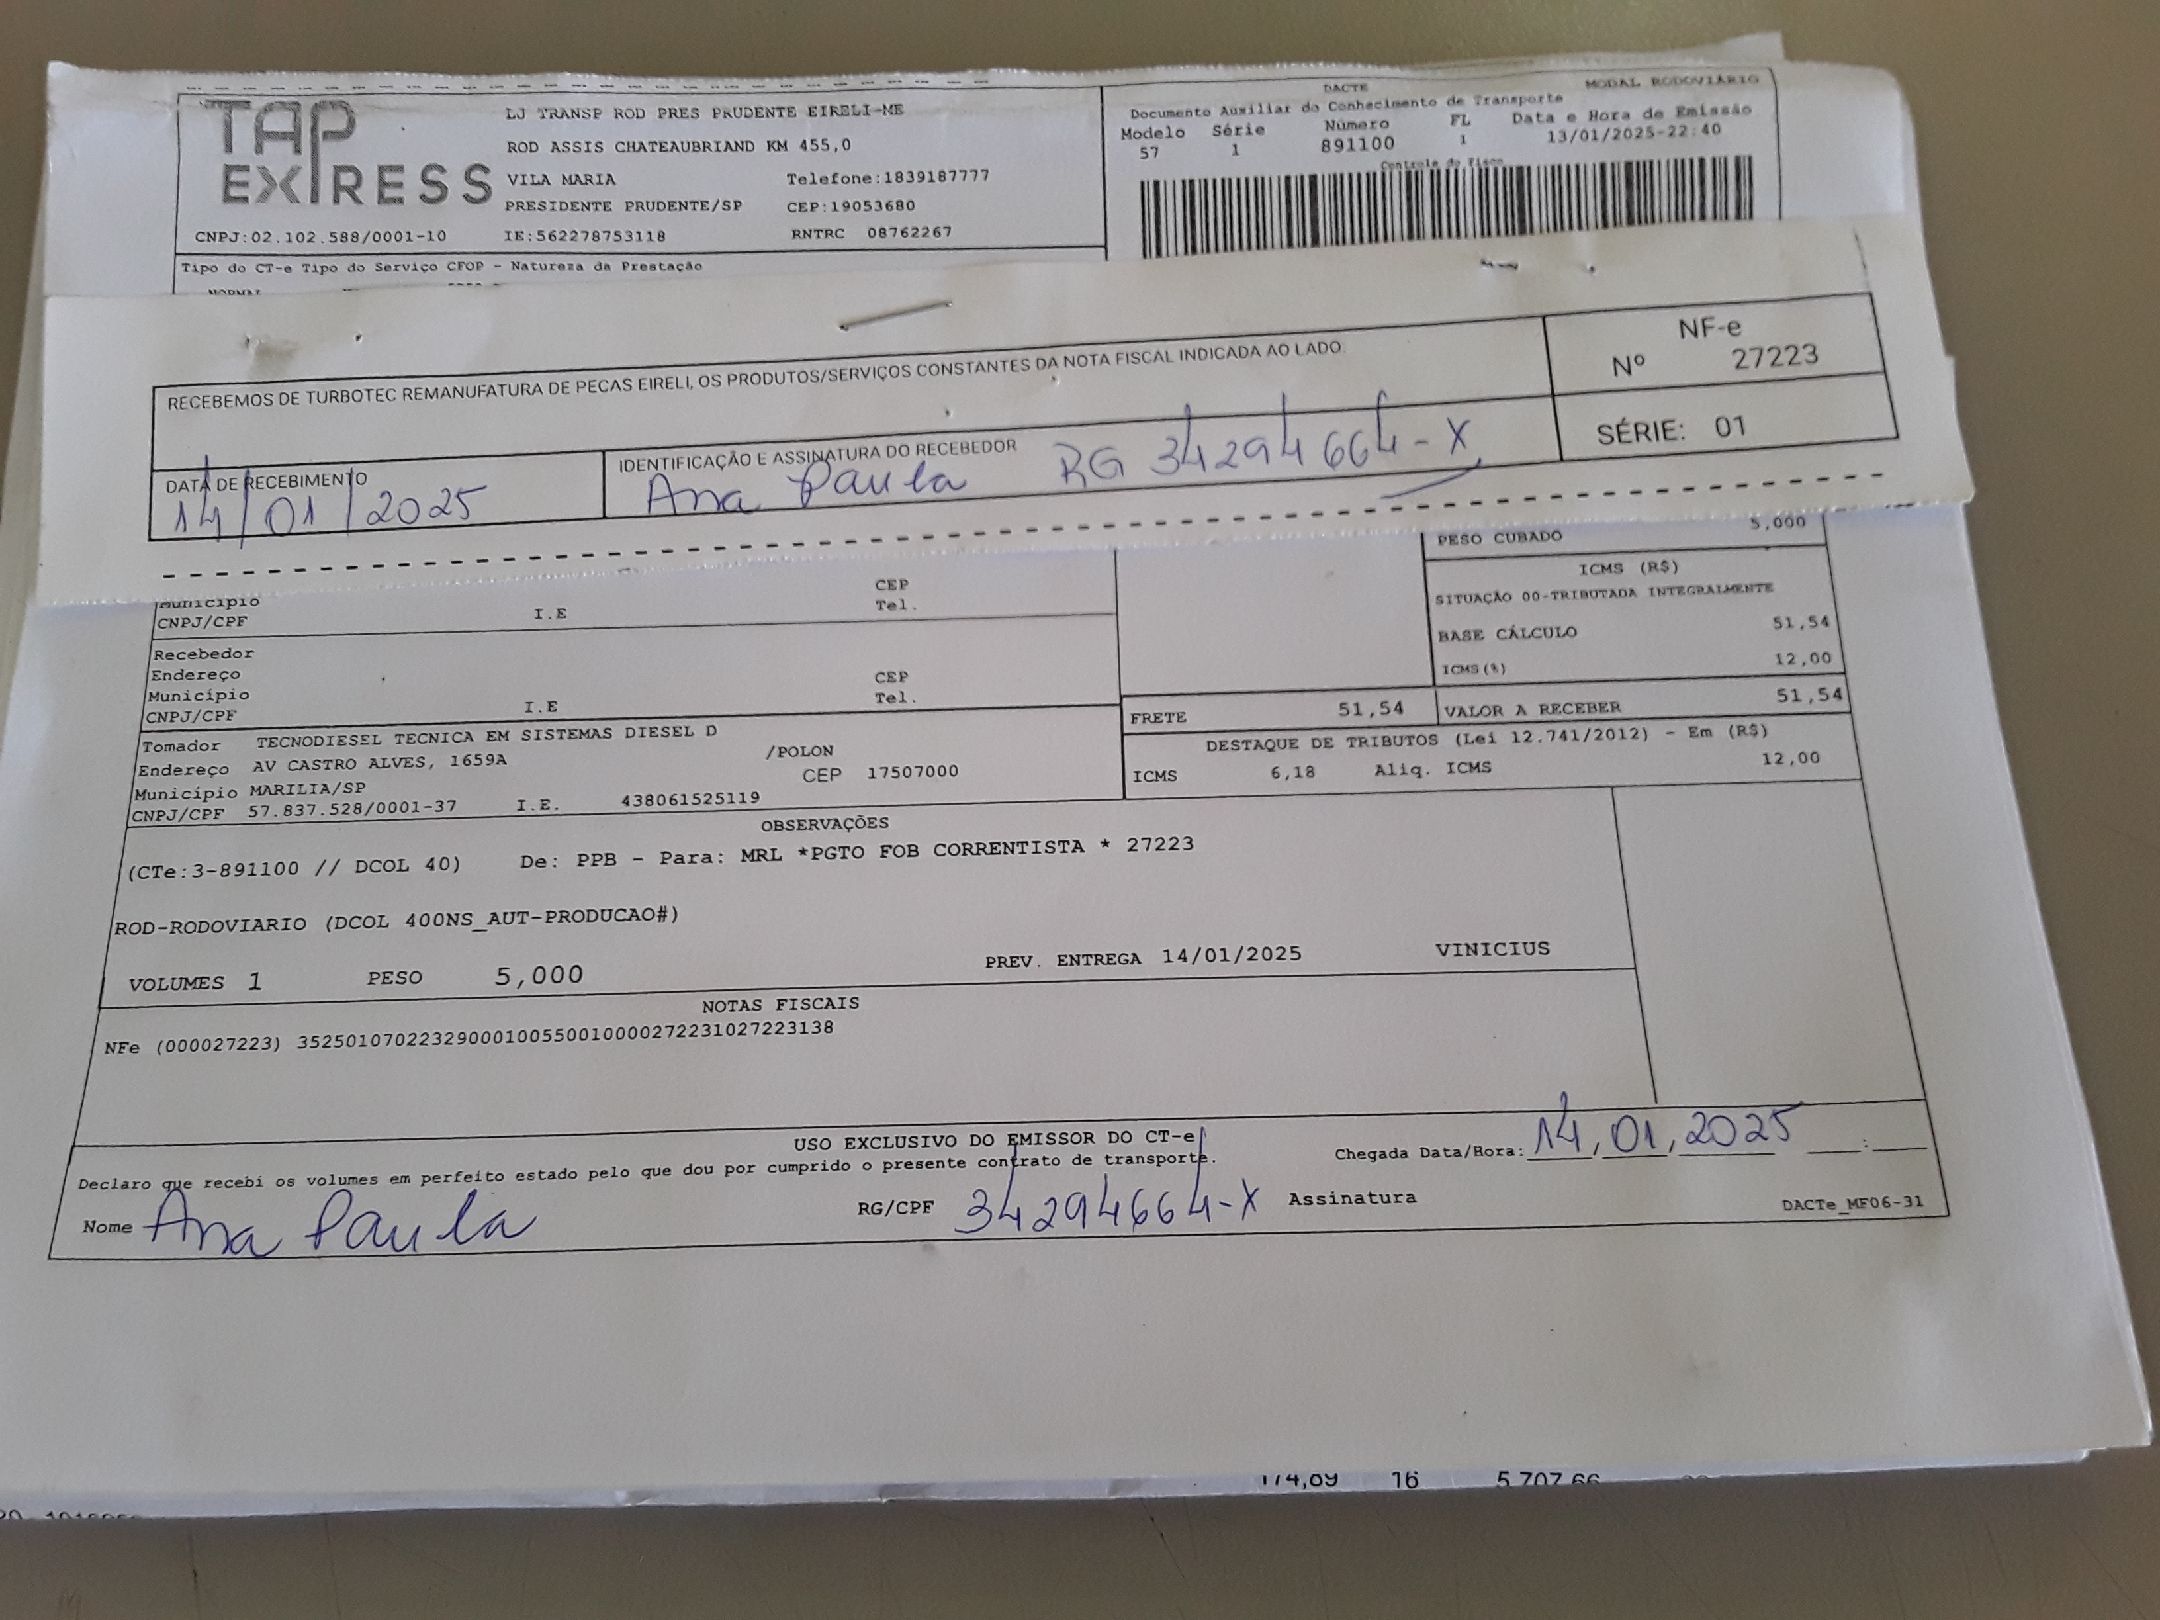 TAP EXPRESS
LJ TRANSP ROD PRES PRUDENTE EIRELI-ME
ROD ASSIS CHATEAUBRIAND KM 455,0
VILA MARIA Telefone:1839187777
PRESIDENTE PRUDENTE/SP CEP:19053680
CNPJ:02.102.588/0001-10 IE:562278753118 RNTRC 08762267
DACTE MODAL RODOVIÁRIO
Documento Auxiliar do Conhecimento de Transporte
Modelo Série Número FL Data e Hora de Emissão
57 1 891100 1 13/01/2025-22:40
Controle do Fisco
Tipo do CT-e Tipo do Serviço CFOP - Natureza da Prestação
NORMAL
RECEBEMOS DE TURBOTEC REMANUFATURA DE PECAS EIRELI, OS PRODUTOS/SERVIÇOS CONSTANTES DA NOTA FISCAL INDICADA AO LADO.
NF-e
Nº 27223
SÉRIE: 01
DATA DE RECEBIMENTO
14/01/2025
IDENTIFICAÇÃO E ASSINATURA DO RECEBEDOR
Ana Paula RG 34294664-X
PESO CUBADO 5,000
Município CEP
CNPJ/CPF I.E Tel.
Recebedor
Endereço
Município CEP
CNPJ/CPF I.E Tel.
ICMS (R$)
SITUAÇÃO 00-TRIBUTADA INTEGRALMENTE
BASE CÁLCULO 51,54
ICMS(%) 12,00
FRETE 51,54 VALOR A RECEBER 51,54
DESTAQUE DE TRIBUTOS (Lei 12.741/2012) - Em (R$)
ICMS 6,18 Aliq. ICMS 12,00
Tomador TECNODIESEL TECNICA EM SISTEMAS DIESEL D
Endereço AV CASTRO ALVES, 1659A /POLON
Município MARILIA/SP CEP 17507000
CNPJ/CPF 57.837.528/0001-37 I.E. 438061525119
OBSERVAÇÕES
(CTe:3-891100 // DCOL 40) De: PPB - Para: MRL *PGTO FOB CORRENTISTA * 27223
ROD-RODOVIARIO (DCOL 400NS_AUT-PRODUCAO#)
VOLUMES 1 PESO 5,000 PREV. ENTREGA 14/01/2025 VINICIUS
NOTAS FISCAIS
NFe (000027223) 35250107022329000100550010000272231027223138
USO EXCLUSIVO DO EMISSOR DO CT-e
Declaro que recebi os volumes em perfeito estado pelo que dou por cumprido o presente contrato de transporte.
Chegada Data/Hora: 14,01,2025 :
Nome Ana Paula RG/CPF 34294664-X Assinatura
DACTe_MF06-31
174,69 16 5.707,66